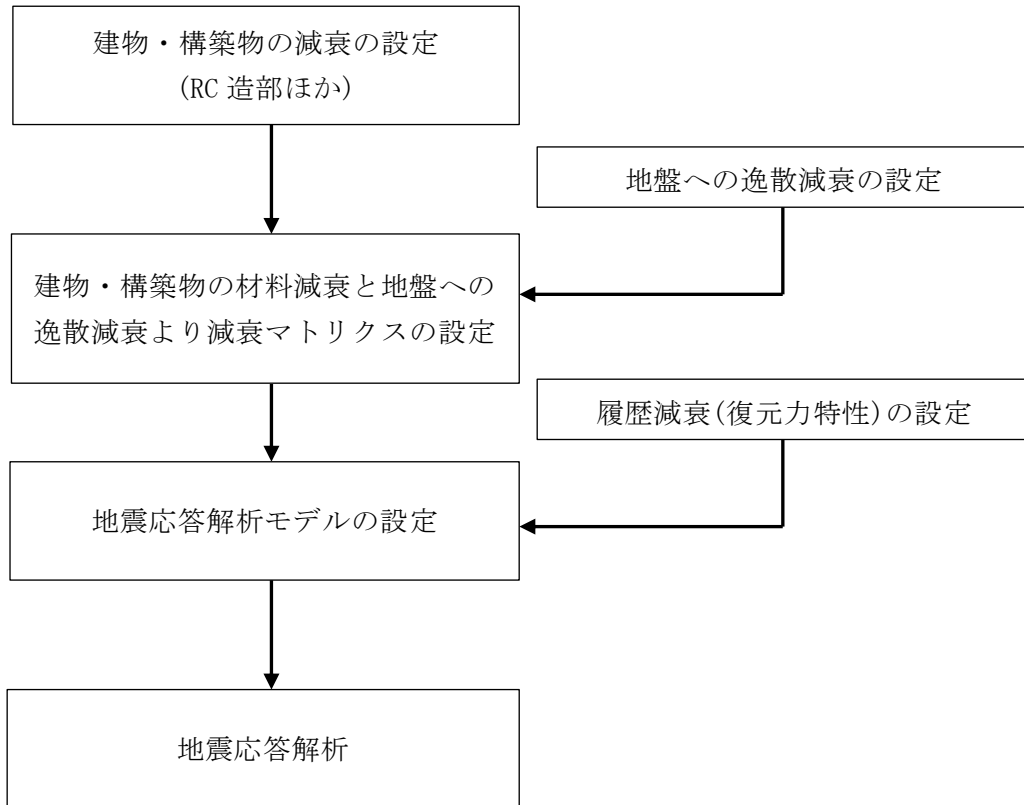 建物・構築物の減衰の設定
(RC 造部ほか)
地盤への逸散減衰の設定
建物・構築物の材料減衰と地盤への
逸散減衰より減衰マトリクスの設定
履歴減衰(復元力特性)の設定
地震応答解析モデルの設定
地震応答解析